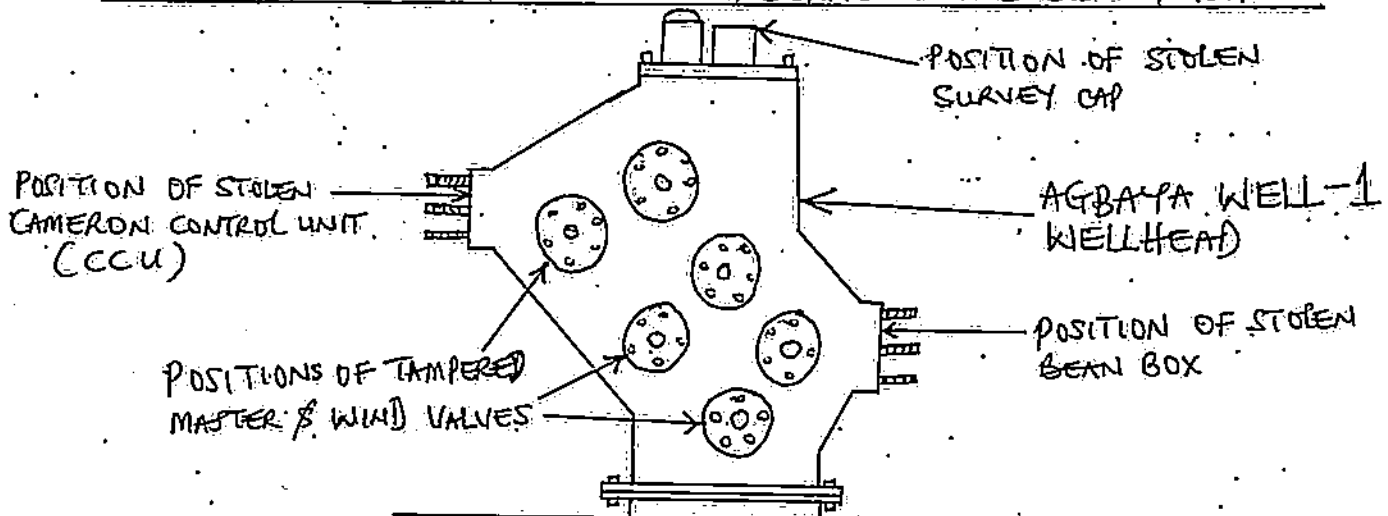 POSITION OF STOLEN
SURVEY CAP
POSITION OF STOLEN
CAMERON CONTROL UNIT.
(CCU)
AGBAYA WELL-1
WELLHEAD
POSITION OF STOLEN
BEAN BOX
POSITIONS OF TAMPERED
MASTER & WIND VALVES